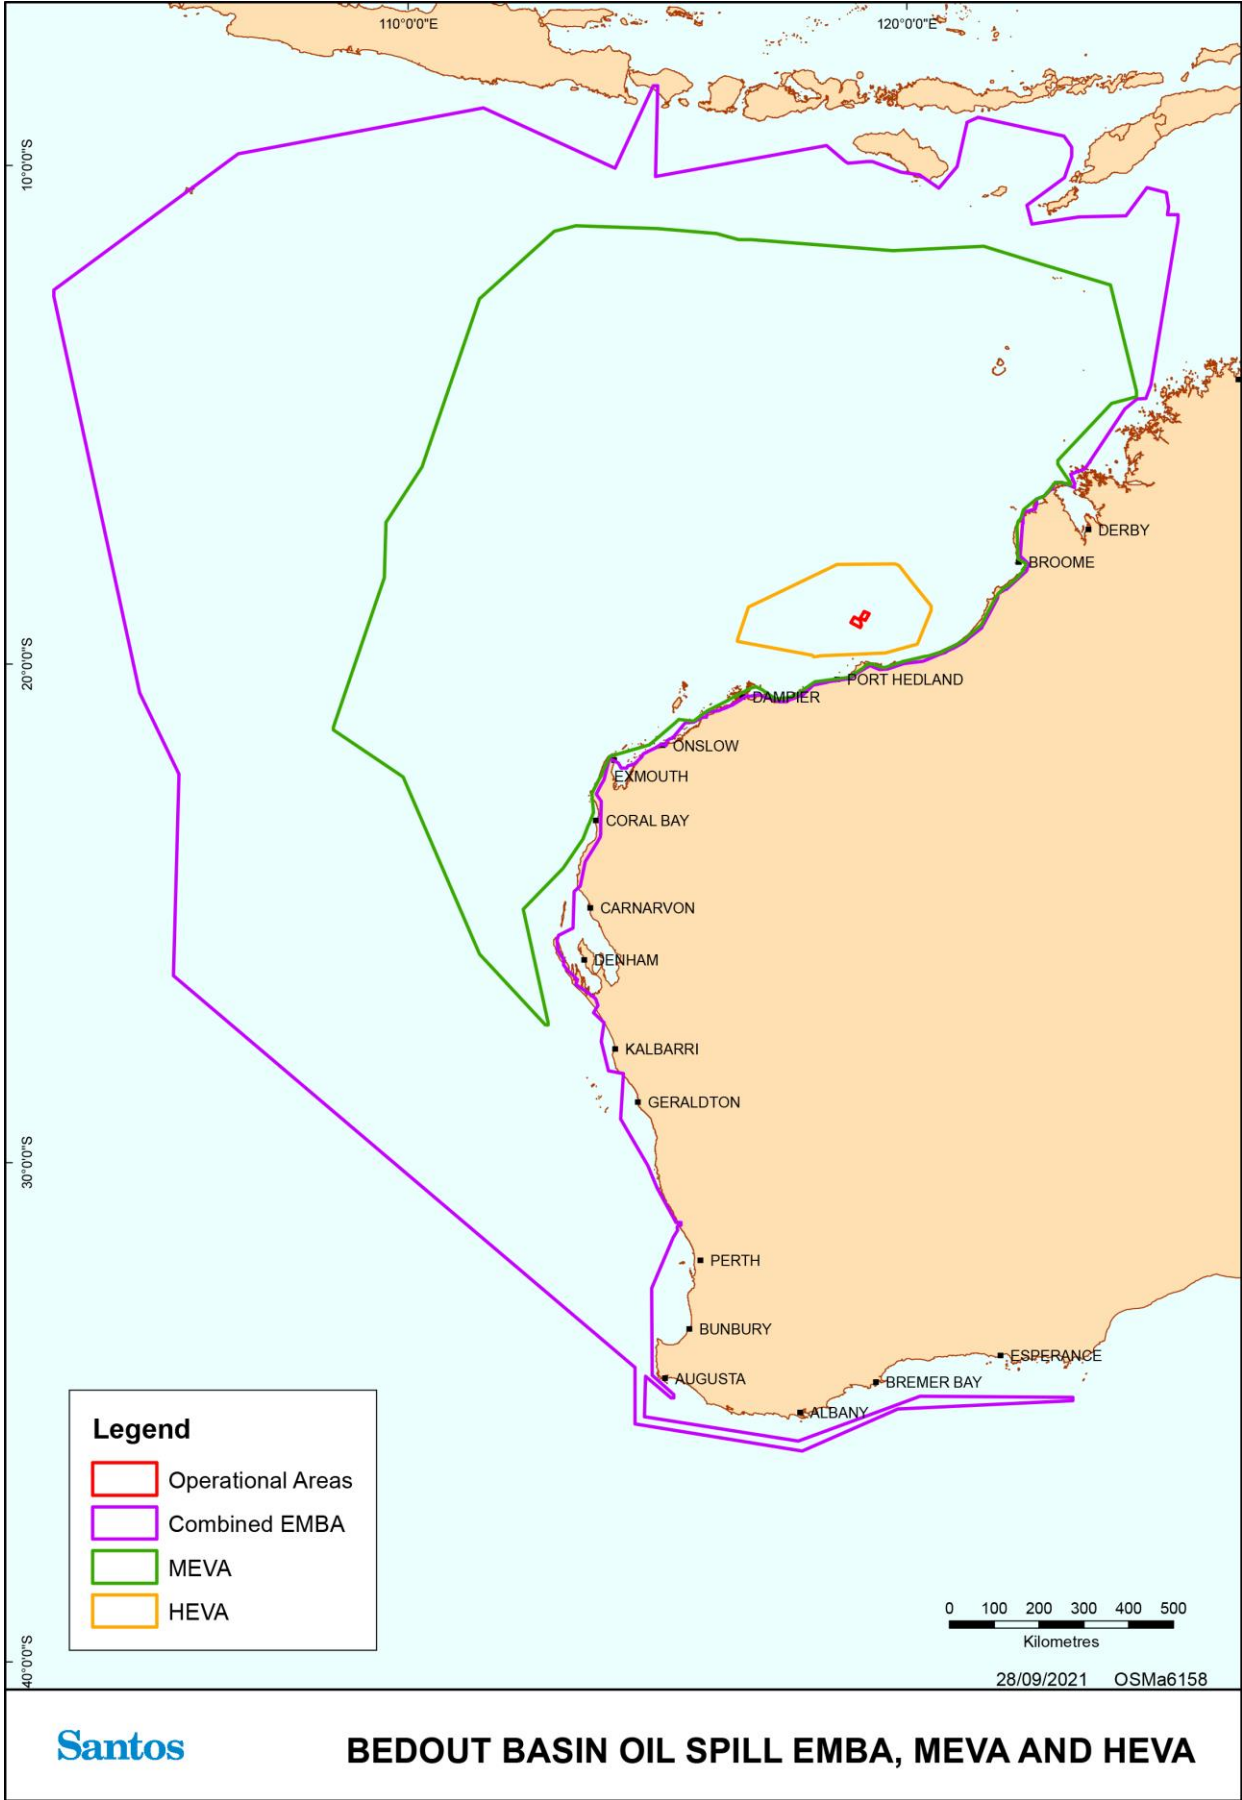 110°0'0"E
120°0'0"E
10°0'0"S
20°0'0"S
30°0'0"S
40°0'0"S
DERBY
BROOME
PORT HEDLAND
DAMPIER
ONSLOW
EXMOUTH
CORAL BAY
CARNARVON
DENHAM
KALBARRI
GERALDTON
PERTH
BUNBURY
ESPERANCE
AUGUSTA
BREMER BAY
ALBANY
Legend
Operational Areas
Combined EMBA
MEVA
HEVA
0 100 200 300 400 500
Kilometres
28/09/2021 OSMa6158
Santos
BEDOUT BASIN OIL SPILL EMBA, MEVA AND HEVA